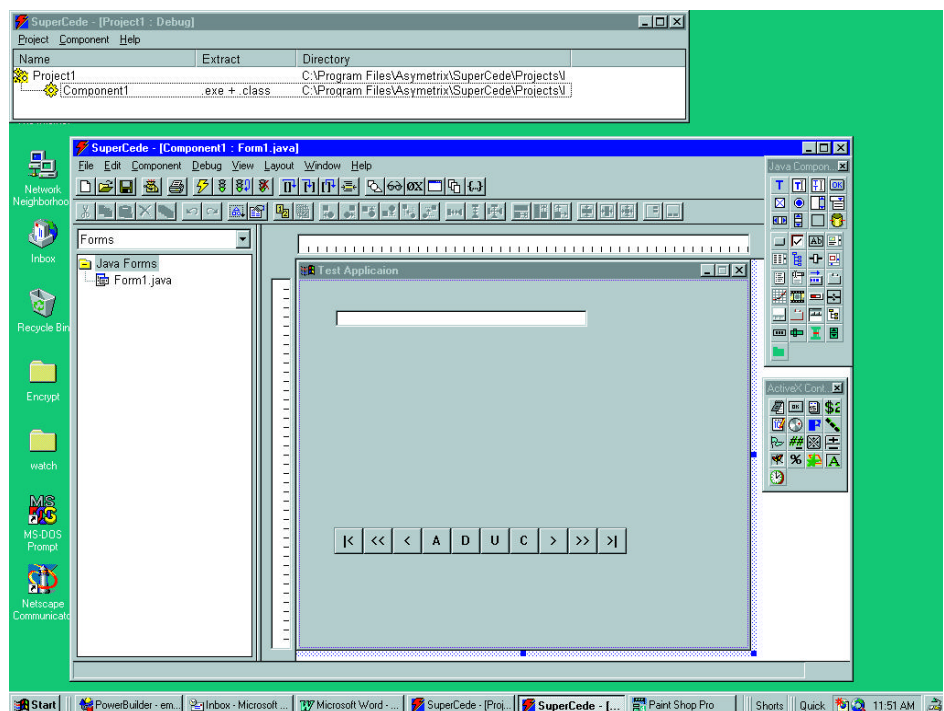 SuperCede - [Project1 : Debug]
Project Component Help
Name Extract Directory
Project1 C:\Program Files\Asymetrix\SuperCede\Projects\I
Component1 .exe + .class C:\Program Files\Asymetrix\SuperCede\Projects\I
SuperCede - [Component1 : Form1.java]
File Edit Component Debug View Layout Window Help
Java Compon..
Forms
Java Forms
Form1.java
Test Applicaion
|< << < A D U C > >> >|
ActiveX Cont..
Network
Neighborhoo
Inbox
Recycle Bin
Encrypt
watch
MS-DOS
Prompt
Netscape
Communicato
Start PowerBuilder - em... Inbox - Microsoft ... Microsoft Word - ... SuperCede - [Proj... SuperCede - [... Paint Shop Pro Shorts Quick 11:51 AM